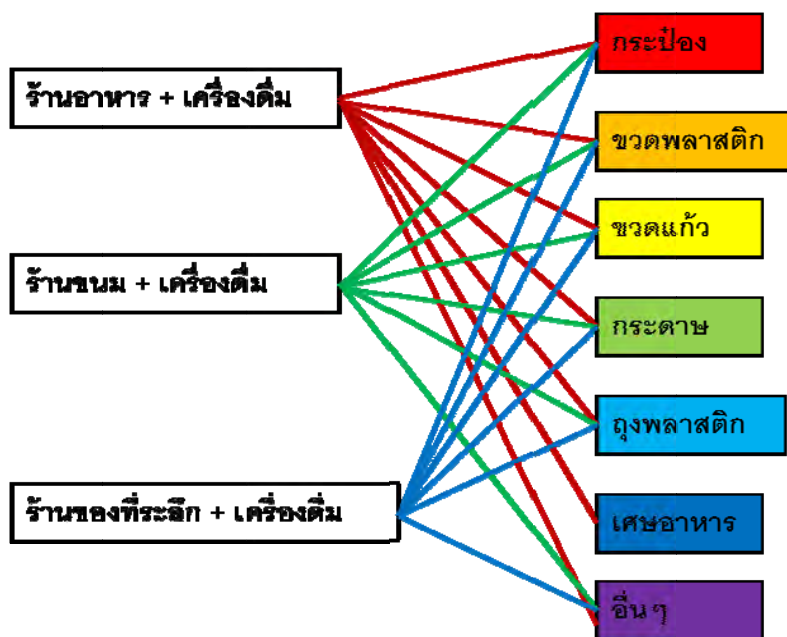 กระป๋อง
ร้านอาหาร + เครื่องดื่ม
ขวดพลาสติก
ขวดแก้ว
ร้านขนม + เครื่องดื่ม
กระดาษ
ถุงพลาสติก
ร้านของที่ระลึก + เครื่องดื่ม
เศษอาหาร
อื่นๆ